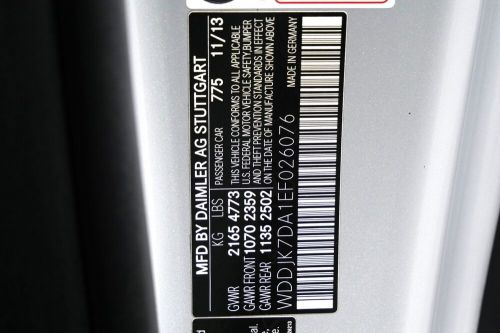 MFD BY DAIMLER AG STUTTGART
PASSENGER CAR 775 11/13
KG LBS
GVWR 2165 4773
GAWR FRONT 1070 2359
GAWR REAR 1135 2502
THIS VEHICLE CONFORMS TO ALL APPLICABLE
U.S. FEDERAL MOTOR VEHICLE SAFETY, BUMPER
AND THEFT PREVENTION STANDARDS IN EFFECT
ON THE DATE OF MANUFACTURE SHOWN ABOVE
WDDJK7DA1EF026076
MADE IN GERMANY